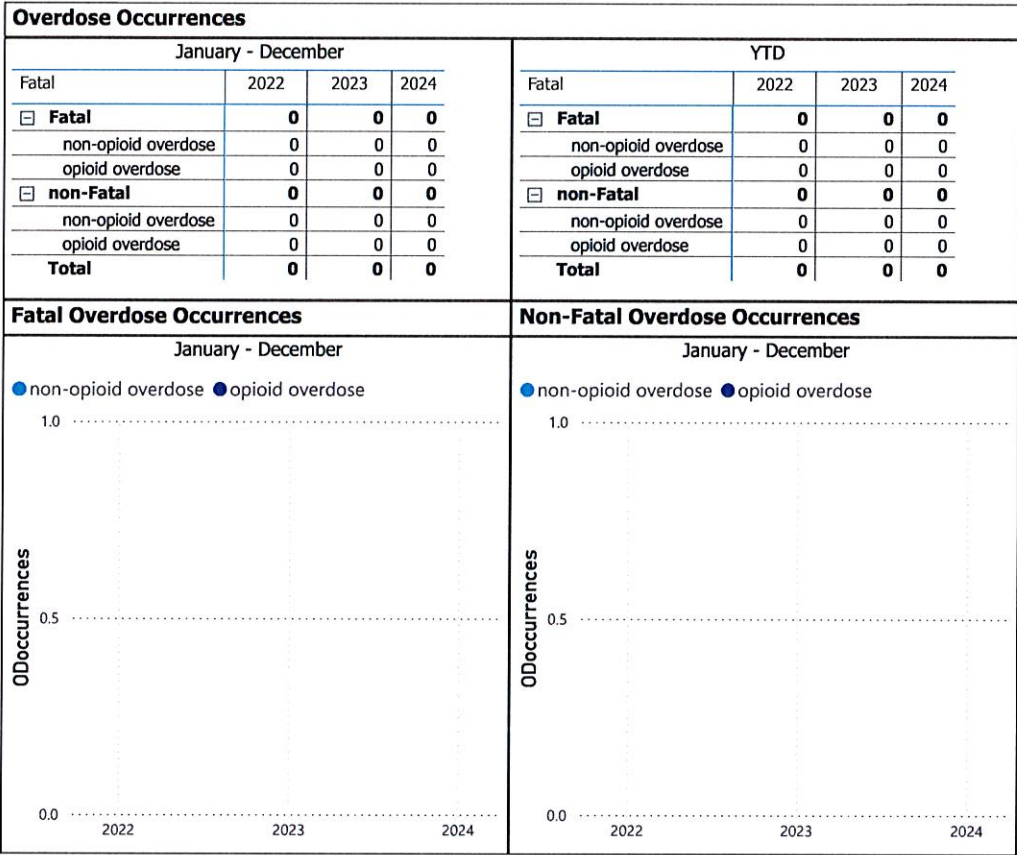 Overdose Occurrences
January - December
Fatal 2022 2023 2024
Fatal 0 0 0
non-opioid overdose 0 0 0
opioid overdose 0 0 0
non-Fatal 0 0 0
non-opioid overdose 0 0 0
opioid overdose 0 0 0
Total 0 0 0
YTD
Fatal 2022 2023 2024
Fatal 0 0 0
non-opioid overdose 0 0 0
opioid overdose 0 0 0
non-Fatal 0 0 0
non-opioid overdose 0 0 0
opioid overdose 0 0 0
Total 0 0 0
Fatal Overdose Occurrences
January - December
non-opioid overdose opioid overdose
ODoccurrences
1.0
0.5
0.0
2022 2023 2024
Non-Fatal Overdose Occurrences
January - December
non-opioid overdose opioid overdose
ODoccurrences
1.0
0.5
0.0
2022 2023 2024